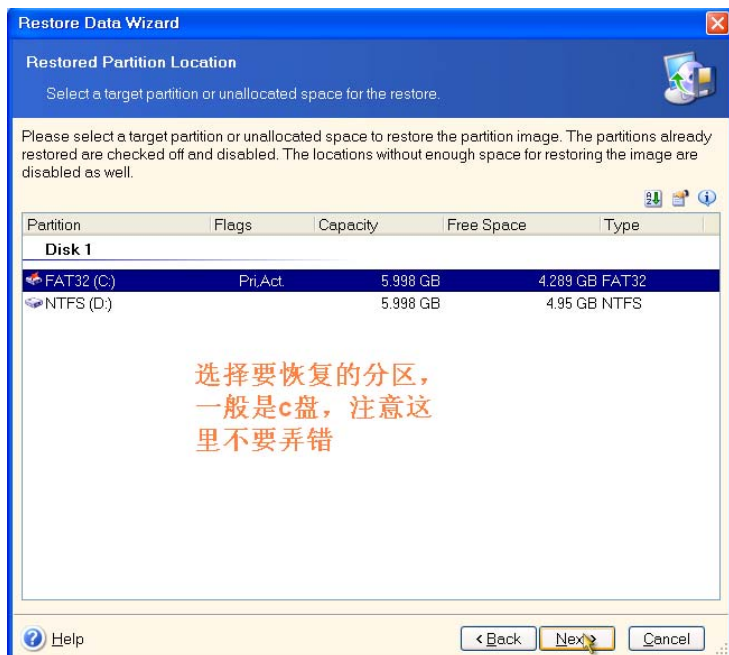 Restore Data Wizard
Restored Partition Location
Select a target partition or unallocated space for the restore.
Please select a target partition or unallocated space to restore the partition image. The partitions already
restored are checked off and disabled. The locations without enough space for restoring the image are
disabled as well.
Partition Flags Capacity Free Space Type
Disk 1
FAT32 (C:) Pri,Act. 5.998 GB 4.289 GB FAT32
NTFS (D:) 5.998 GB 4.95 GB NTFS
选择要恢复的分区，
一般是c盘，注意这
里不要弄错
Help < Back Next > Cancel